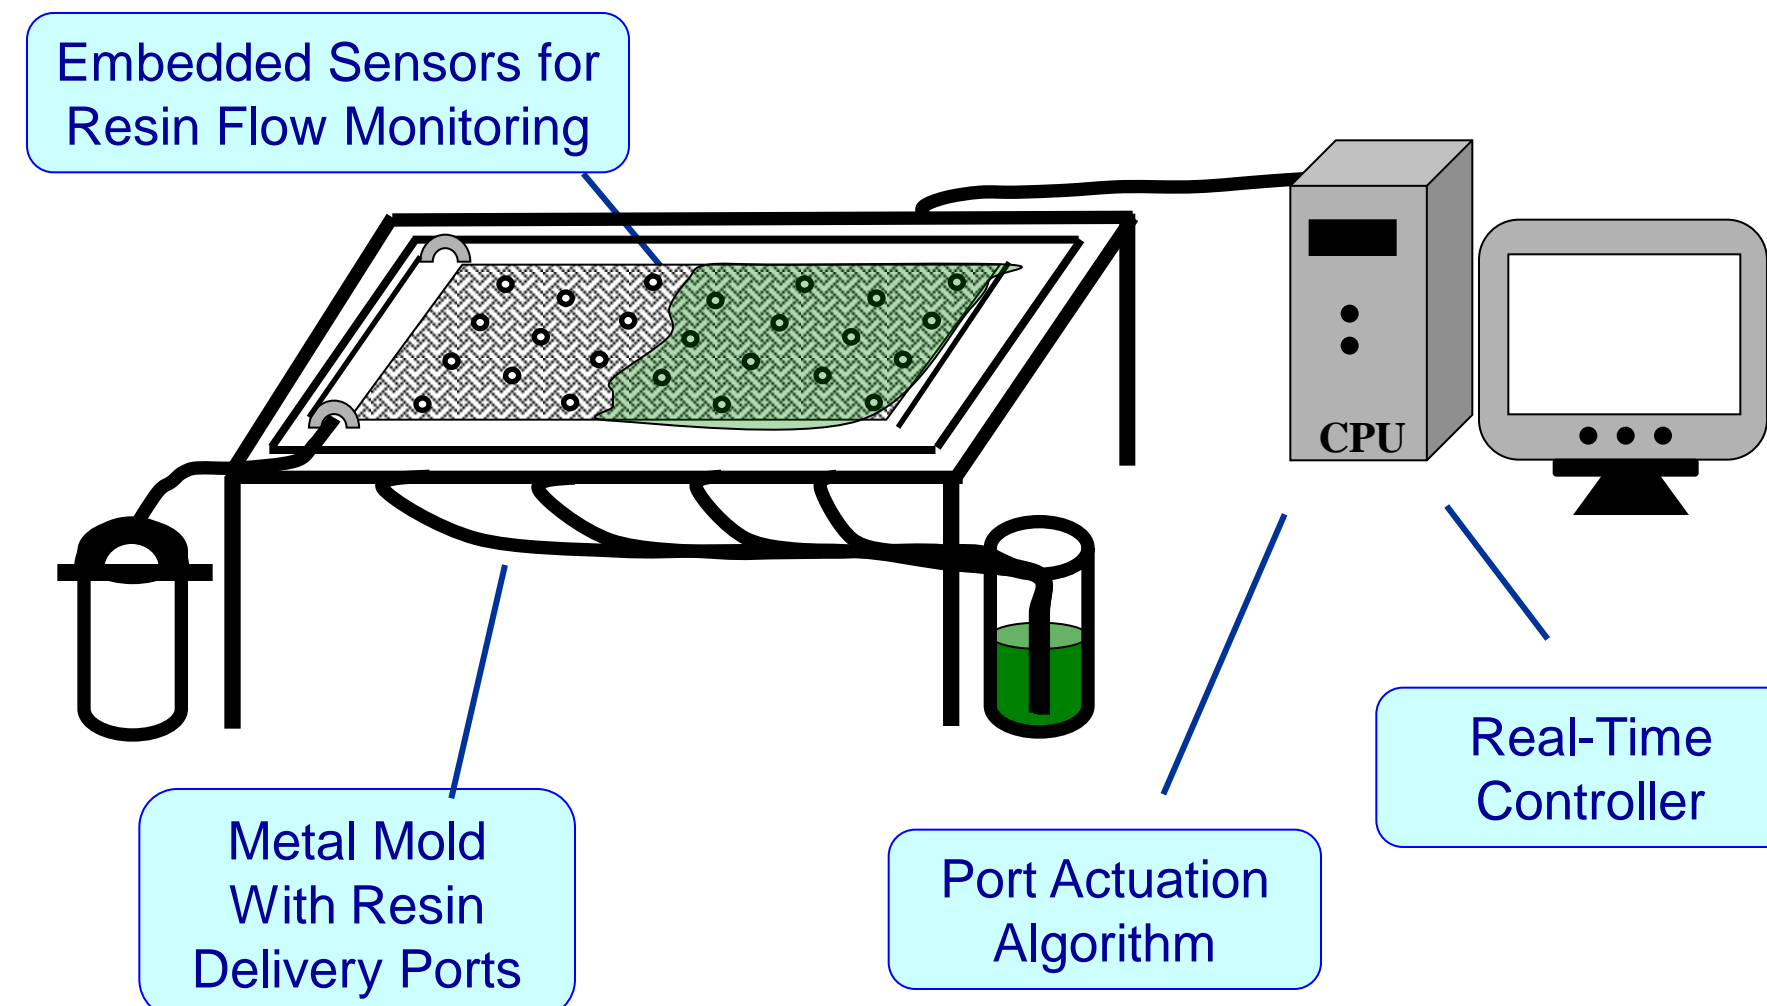 Embedded Sensors for
Resin Flow Monitoring
CPU
Real-Time
Controller
Metal Mold
With Resin
Delivery Ports
Port Actuation
Algorithm